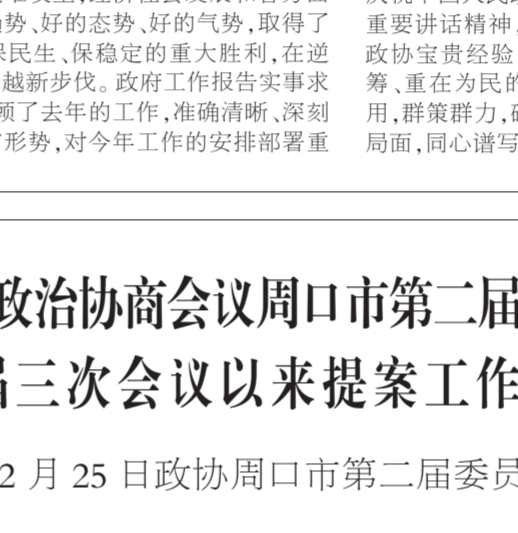 趋势、好的态势、好的气势,取得了
保民生、保稳定的重大胜利,在逆
越新步伐。政府工作报告实事求
顾了去年的工作,准确清晰、深刻
形势,对今年工作的安排部署重
重要讲话精神,
政协宝贵经验
筹、重在为民的
用,群策群力,
局面,同心谱写
政治协商会议周口市第二届
届三次会议以来提案工作
2 月 25 日政协周口市第二届委员